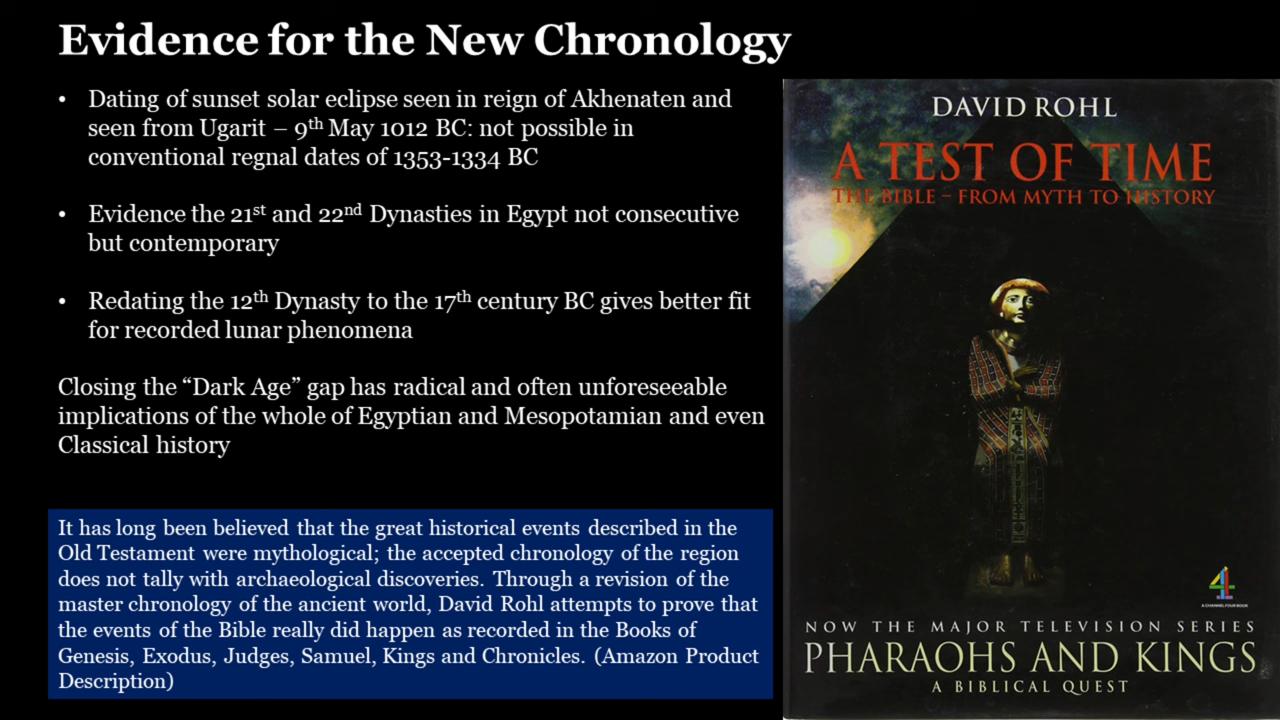 Evidence for the New Chronology
• Dating of sunset solar eclipse seen in reign of Akhenaten and
seen from Ugarit – 9th May 1012 BC: not possible in
conventional regnal dates of 1353-1334 BC
• Evidence the 21st and 22nd Dynasties in Egypt not consecutive
but contemporary
• Redating the 12th Dynasty to the 17th century BC gives better fit
for recorded lunar phenomena
Closing the “Dark Age” gap has radical and often unforeseeable
implications of the whole of Egyptian and Mesopotamian and even
Classical history
It has long been believed that the great historical events described in the
Old Testament were mythological; the accepted chronology of the region
does not tally with archaeological discoveries. Through a revision of the
master chronology of the ancient world, David Rohl attempts to prove that
the events of the Bible really did happen as recorded in the Books of
Genesis, Exodus, Judges, Samuel, Kings and Chronicles. (Amazon Product
Description)
DAVID ROHL
A TEST OF TIME
THE BIBLE – FROM MYTH TO HISTORY
4
A CHANNEL FOUR BOOK
NOW THE MAJOR TELEVISION SERIES
PHARAOHS AND KINGS
A BIBLICAL QUEST